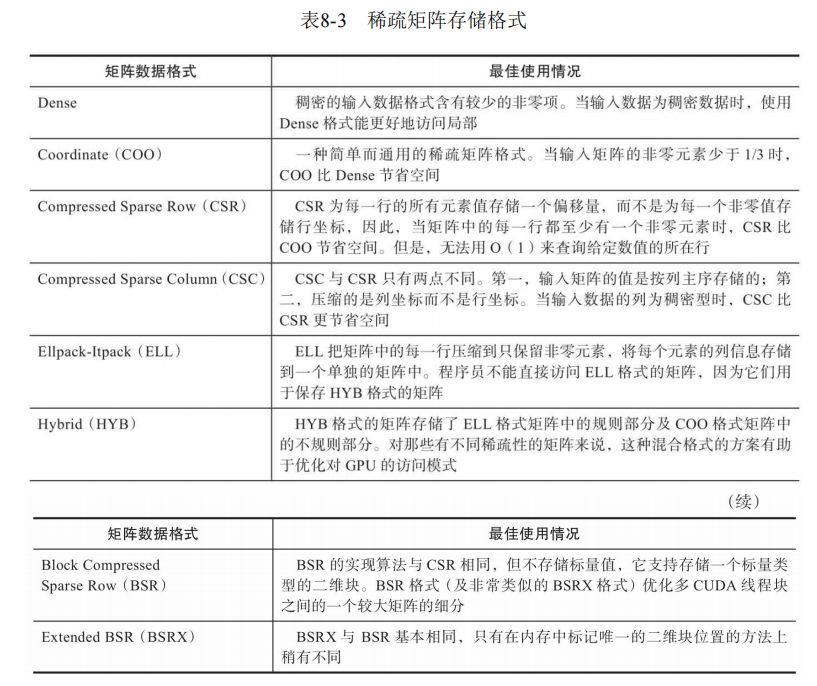 表8-3 稀疏矩阵存储格式
矩阵数据格式 最佳使用情况
Dense 稠密的输入数据格式含有较少的非零项。当输入数据为稠密数据时，使用
Dense 格式能更好地访问局部
Coordinate（COO） 一种简单而通用的稀疏矩阵格式。当输入矩阵的非零元素少于 1/3 时，
COO 比 Dense 节省空间
Compressed Sparse Row（CSR） CSR 为每一行的所有元素值存储一个偏移量，而不是为每一个非零值存
储行坐标，因此，当矩阵中的每一行都至少有一个非零元素时，CSR 比
COO 节省空间。但是，无法用 O（1）来查询给定数值的所在行
Compressed Sparse Column（CSC） CSC 与 CSR 只有两点不同。第一，输入矩阵的值是按列主序存储的；第
二，压缩的是列坐标而不是行坐标。当输入数据的列为稠密型时，CSC 比
CSR 更节省空间
Ellpack-Itpack（ELL） ELL 把矩阵中的每一行压缩到只保留非零元素，将每个元素的列信息存储
到一个单独的矩阵中。程序员不能直接访问 ELL 格式的矩阵，因为它们用
于保存 HYB 格式的矩阵
Hybrid（HYB） HYB 格式的矩阵存储了 ELL 格式矩阵中的规则部分及 COO 格式矩阵中
的不规则部分。对那些有不同稀疏性的矩阵来说，这种混合格式的方案有助
于优化对 GPU 的访问模式
（续）
矩阵数据格式 最佳使用情况
Block Compressed BSR 的实现算法与 CSR 相同，但不存储标量值，它支持存储一个标量类
Sparse Row（BSR） 型的二维块。BSR 格式（及非常类似的 BSRX 格式）优化多 CUDA 线程块
之间的一个较大矩阵的细分
Extended BSR（BSRX） BSRX 与 BSR 基本相同，只有在内存中标记唯一的二维块位置的方法上
稍有不同